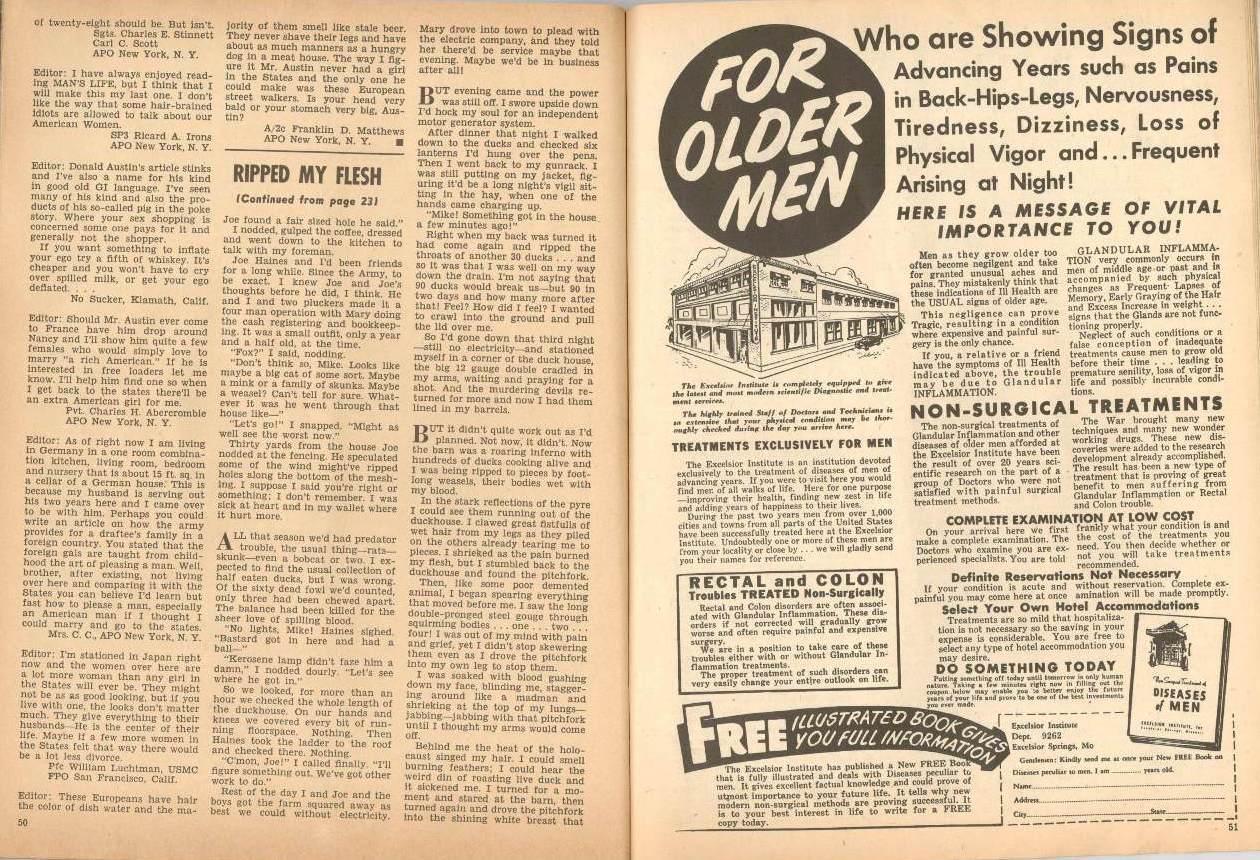 of twenty-eight should be. But isn't.
Sgts. Charles E. Stinnett
Carl C. Scott
APO New York, N. Y.
Editor: I have always enjoyed read-
ing MAN'S LIFE, but I think that I
will make this my last one. I don't
like the way that some hair-brained
idiots are allowed to talk about our
American Women.
SP3 Ricard A. Irons
APO New York, N. Y.
Editor: Donald Austin's article stinks
and I've also a name for his kind
in good old GI language. I've seen
many of his kind and also the pro-
ducts of his so-called pig in the poke
story. Where your sex shopping is
concerned some one pays for it and
generally not the shopper.
If you want something to inflate
your ego try a fifth of whiskey. It's
cheaper and you won't have to cry
over spilled milk, or get your ego
deflated. . . .
No Sucker, Klamath, Calif.
Editor: Should Mr. Austin ever come
to France have him drop around
Nancy and I'll show him quite a few
females who would simply love to
marry "a rich American." If he is
interested in free loaders let me
know. I'll help him find one so when
I get back to the states there'll be
an extra American girl for me.
Pvt. Charles H. Abercromble
APO New York, N. Y.
Editor: As of right now I am living
in Germany in a one room combina-
tion kitchen, living room, bedroom
and nursery that is about 15 ft. sq. in
a cellar of a German house. This is
because my husband is serving out
his two years here and I came over
to be with him. Perhaps you could
write an article on how the army
provides for a draftee's family in a
foreign country. You stated that the
foreign gals are taught from child-
hood the art of pleasing a man. Well,
brother, after existing, not living
over here and comparing it with the
States you can believe I'd learn but
fast how to please a man, especially
an American man if I thought I
could marry and go to the states.
Mrs. C. C., APO New York, N. Y.
Editor: I'm stationed in Japan right
now and the women over here are
a lot more woman than any girl in
the States will ever be. They might
not be as good looking, but if you
live with one, the looks don't matter
much. They give everything to their
husbands—He is the center of their
life. Maybe if a few more women in
the States felt that way there would
be a lot less divorce.
Pfc William Luchtman, USMC
FPO San Francisco, Calif.
Editor: These Europeans have hair
the color of dish water and the ma-
50
jority of them smell like stale beer.
They never shave their legs and have
about as much manners as a hungry
dog in a meat house. The way I fig-
ure it Mr. Austin never had a girl
in the States and the only one he
could make was these European
street walkers. Is your head very
bald or your stomach very big, Aus-
tin?
A/2c Franklin D. Matthews
APO New York, N. Y. ■
RIPPED MY FLESH
(Continued from page 23)
Joe found a fair sized hole he said."
I nodded, gulped the coffee, dressed
and went down to the kitchen to
talk with my foreman.
Joe Haines and I'd been friends
for a long while. Since the Army, to
be exact. I knew Joe and Joe's
thoughts before he did, I think. He
and I and two pluckers made it a
four man operation with Mary doing
the cash registering and bookkeep-
ing. It was a small outfit, only a year
and a half old, at the time.
"Fox?" I said, nodding.
"Don't think so, Mike. Looks like
maybe a big cat of some sort. Maybe
a mink or a family of skunks. Maybe
a weasel? Can't tell for sure. What-
ever it was he went through that
house like—"
"Let's go!" I snapped. "Might as
well see the worst now."
Thirty yards from the house Joe
nodded at the fencing. He speculated
some of the wind might've ripped
holes along the bottom of the mesh-
ing. I suppose I said you're right or
something; I don't remember. I was
sick at heart and in my wallet where
it hurt more.
ALL that season we'd had predator
trouble, the usual thing—rats—
skunk—even a bobcat or two. I ex-
pected to find the usual collection of
half eaten ducks, but I was wrong.
Of the sixty dead fowl we'd counted,
only three had been chewed apart.
The balance had been killed for the
sheer love of spilling blood.
"No lights, Mike! Haines sighed.
"Bastard got in here and had a
ball—"
"Kerosene lamp didn't faze him a
damn," I nodded dourly. "Let's see
where he got in."
So we looked, for more than an
hour we checked the whole length of
the duckhouse. On our hands and
knees we covered every bit of run-
ning floorspace. Nothing. Then
Haines took the ladder to the roof
and checked there. Nothing.
"C'mon, Joe!" I called finally. "I'll
figure something out. We've got other
work to do."
Rest of the day I and Joe and the
boys got the farm squared away as
best we could without electricity.
Mary drove into town to plead with
the electric company, and they told
her there'd be service maybe that
evening. Maybe we'd be in business
after all!
BUT evening came and the power
was still off. I swore upside down
I'd hock my soul for an independent
motor generator system.
After dinner that night I walked
down to the ducks and checked six
lanterns I'd hung over the pens.
Then I went back to my gunrack. I
was still putting on my jacket, fig-
uring it'd be a long night's vigil sit-
ting in the hay, when one of the
hands came charging up.
"Mike! Something got in the house
a few minutes ago!"
Right when my back was turned it
had come again and ripped the
throats of another 30 ducks . . . and
so it was that I was well on my way
down the drain. I'm not saying that
90 ducks would break us—but 90 in
two days and how many more after
that! Feel? How did I feel? I wanted
to crawl into the ground and pull
the lid over me.
So I'd gone down that third night
—still no electricity—and stationed
myself in a corner of the duck house,
the big 12 gauge double cradled in
my arms, waiting and praying for a
shot. And the murdering devils re-
turned for more and now I had them
lined in my barrels.
BUT it didn't quite work out as I'd
planned. Not now, it didn't. Now
the barn was a roaring inferno with
hundreds of ducks cooking alive and
I was being ripped to pieces by foot-
long weasels, their bodies wet with
my blood.
In the stark reflections of the pyre
I could see them running out of the
duckhouse. I clawed great fistfuls of
wet hair from my legs as they piled
on the others already tearing me to
pieces. I shrieked as the pain burned
my flesh, but I stumbled back to the
duckhouse and found the pitchfork.
Then, like some poor demented
animal, I began spearing everything
that moved before me. I saw the long
double-pronged steel gouge through
squirming bodies . . . one . . . two . . .
four! I was out of my mind with pain
and grief, yet I didn't stop skewering
them even as I drove the pitchfork
into my own leg to stop them.
I was soaked with blood gushing
down my face, blinding me, stagger-
ing around like a madman and
shrieking at the top of my lungs—
jabbing—jabbing with that pitchfork
until I thought my arms would come
off.
Behind me the heat of the holo-
caust singed my hair. I could smell
burning feathers; I could hear the
weird din of roasting live duck and
it sickened me. I turned for a mo-
ment and stared at the barn, then
turned again and drove the pitchfork
into the shining white breast that
FOR
OLDER
MEN
Who are Showing Signs of
Advancing Years such as Pains
in Back-Hips-Legs, Nervousness,
Tiredness, Dizziness, Loss of
Physical Vigor and...Frequent
Arising at Night!
HERE IS A MESSAGE OF VITAL
IMPORTANCE TO YOU!
The Excelsior Institute is completely equipped to give
the latest and most modern scientific Diagnostic and treat-
ment services.
The highly trained Staff of Doctors and Technicians is
so extensive that your physical condition may be thor-
oughly checked during the day you arrive here.
TREATMENTS EXCLUSIVELY FOR MEN
The Excelsior Institute is an institution devoted
exclusively to the treatment of diseases of men of
advancing years. If you were to visit here you would
find men of all walks of life. Here for one purpose
—improving their health, finding new zest in life
and adding years of happiness to their lives.
During the past two years men from over 1,000
cities and towns from all parts of the United States
have been successfully treated here at the Excelsior
Institute. Undoubtedly one or more of these men are
from your locality or close by . . . we will gladly send
you their names for reference.
RECTAL and COLON
Troubles TREATED Non-Surgically
Rectal and Colon disorders are often associ-
ated with Glandular Inflammation. These dis-
orders if not corrected will gradually grow
worse and often require painful and expensive
surgery.
We are in a position to take care of these
troubles either with or without Glandular In-
flammation treatments.
The proper treatment of such disorders can
very easily change your entire outlook on life.
Men as they grow older too
often become negligent and take
for granted unusual aches and
pains. They mistakenly think that
these indications of Ill Health are
the USUAL signs of older age.
This negligence can prove
Tragic, resulting in a condition
where expensive and painful sur-
gery is the only chance.
If you, a relative or a friend
have the symptoms of Ill Health
indicated above, the trouble
may be due to Glandular
INFLAMMATION.
GLANDULAR INFLAMMA-
TION very commonly occurs in
men of middle age or past and is
accompanied by such physical
changes as Frequent Lapses of
Memory, Early Graying of the Hair
and Excess Increase in weight . . .
signs that the Glands are not func-
tioning properly.
Neglect of such conditions or a
false conception of inadequate
treatments cause men to grow old
before their time . . . leading to
premature senility, loss of vigor in
life and possibly incurable condi-
tions.
NON-SURGICAL TREATMENTS
The non-surgical treatments of
Glandular Inflammation and other
diseases of older men afforded at
the Excelsior Institute have been
the result of over 20 years sci-
entific research on the part of a
group of Doctors who were not
satisfied with painful surgical
treatment methods.
The War brought many new
techniques and many new wonder
working drugs. These new dis-
coveries were added to the research
development already accomplished.
The result has been a new type of
treatment that is proving of great
benefit to men suffering from
Glandular Inflammation or Rectal
and Colon trouble.
COMPLETE EXAMINATION AT LOW COST
On your arrival here we first
make a complete examination. The
Doctors who examine you are ex-
perienced specialists. You are told
frankly what your condition is and
the cost of the treatments you
need. You then decide whether or
not you will take treatments
recommended.
Definite Reservations Not Necessary
If your condition is acute and
painful you may come here at once
without reservation. Complete ex-
amination will be made promptly.
Select Your Own Hotel Accommodations
Treatments are so mild that hospitaliza-
tion is not necessary so the saving in your
expense is considerable. You are free to
select any type of hotel accommodation you
may desire.
DO SOMETHING TODAY
Putting something off today until tomorrow is only human
nature. Taking a few minutes right now in filling out the
coupon below may enable you to better enjoy the future
years of your life and prove to be one of the best investments
you ever made.
DISEASES
of MEN
FREE ILLUSTRATED BOOK GIVES
YOU FULL INFORMATION
The Excelsior Institute has published a New FREE Book
that is fully illustrated and deals with Diseases peculiar to
men. It gives excellent factual knowledge and could prove of
utmost importance to your future life. It tells why new
modern non-surgical methods are proving successful. It
is to your best interest in life to write for a FREE
copy today.
Excelsior Institute
Dept. 9262
Excelsior Springs, Mo
Gentlemen: Kindly send me at once your New FREE Book on
Diseases peculiar to men. I am ............ years old.
Name
Address
City State
51